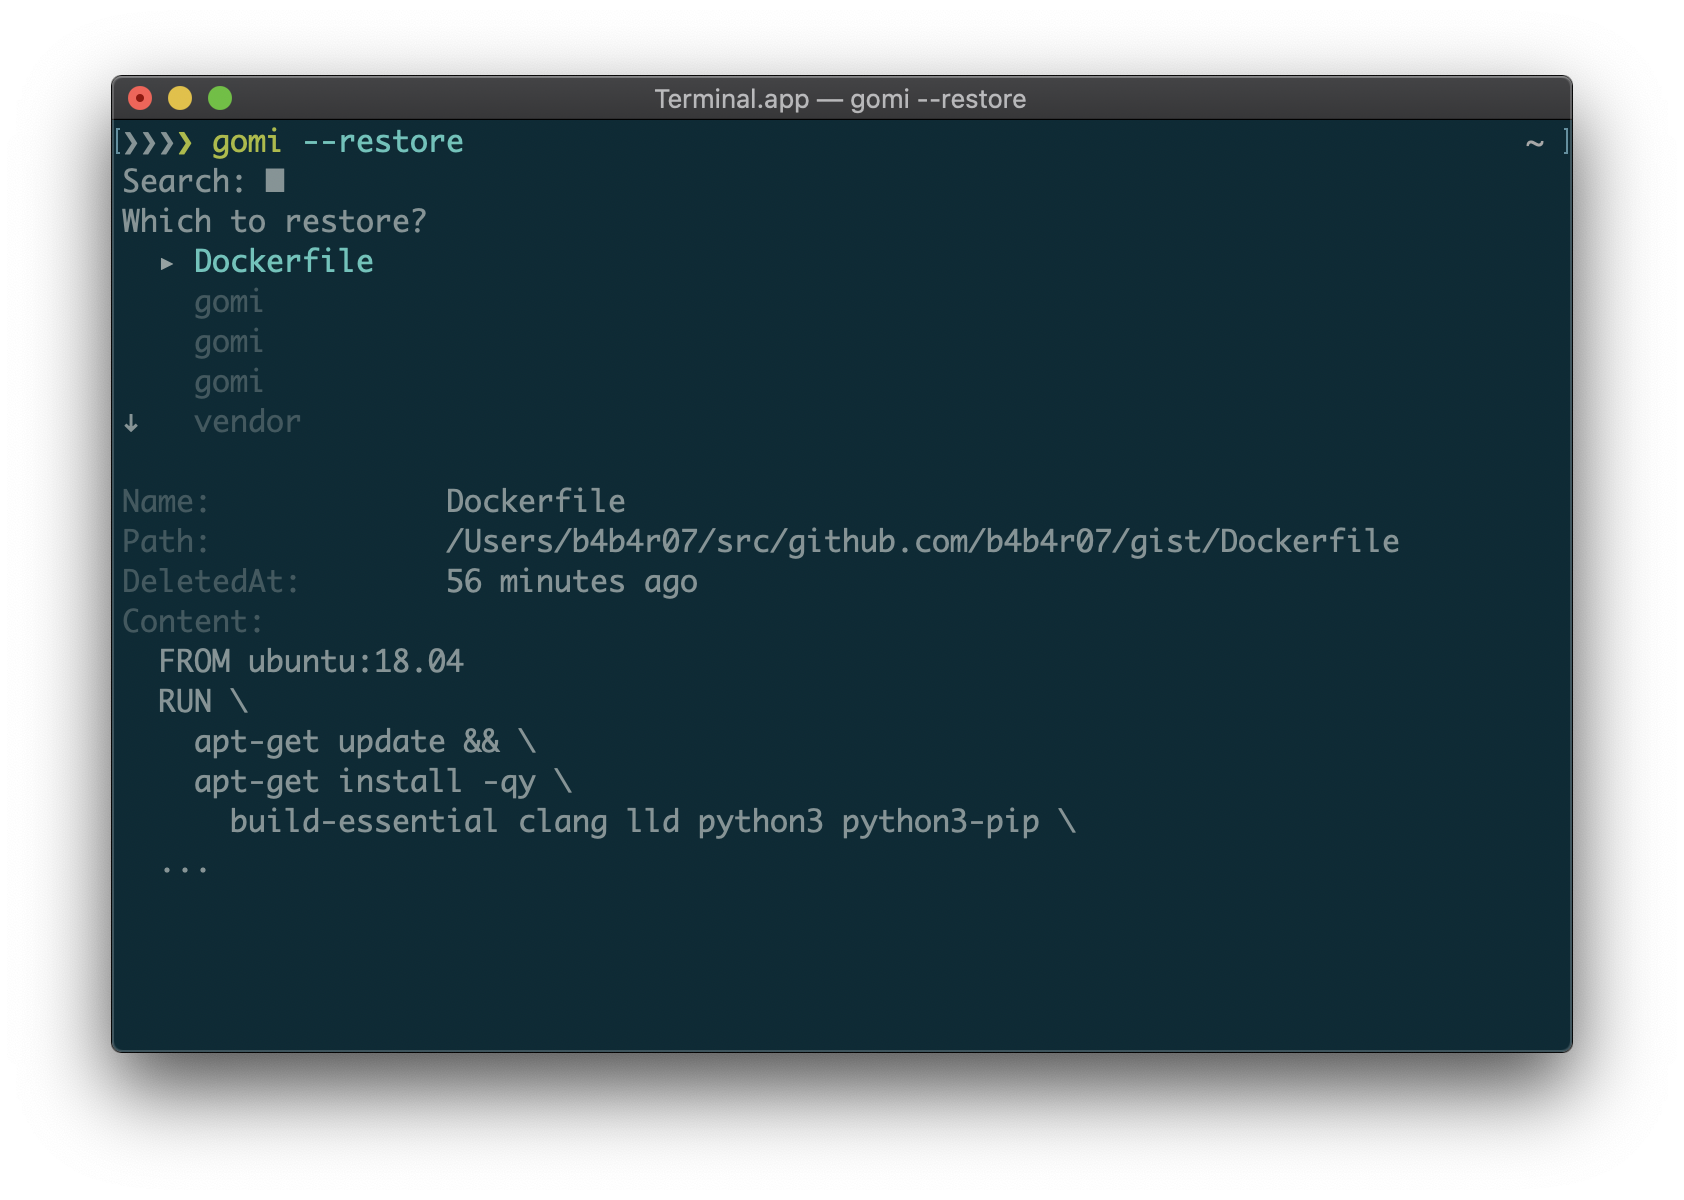 Terminal.app — gomi --restore
[❯❯❯❯ gomi --restore ~ ]
Search:
Which to restore?
▸ Dockerfile
gomi
gomi
gomi
↓ vendor
Name: Dockerfile
Path: /Users/b4b4r07/src/github.com/b4b4r07/gist/Dockerfile
DeletedAt: 56 minutes ago
Content:
FROM ubuntu:18.04
RUN \
apt-get update && \
apt-get install -qy \
build-essential clang lld python3 python3-pip \
...